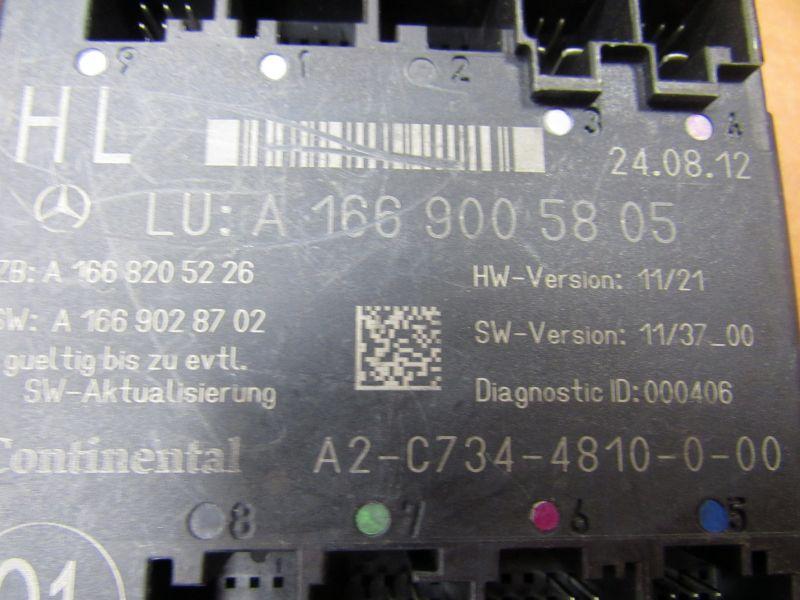 9 1 2
3 4
HL
24.08.12
LU: A 166 900 5805
ZB: A 166 820 52 26
HW-Version: 11/21
SW: A 166 902 87 02
SW-Version: 11/37_00
gueltig bis zu evtl.
SW-Aktualisierung
Diagnostic ID: 000406
Continental
A2-C734-4810-0-00
8 7 6 5
01